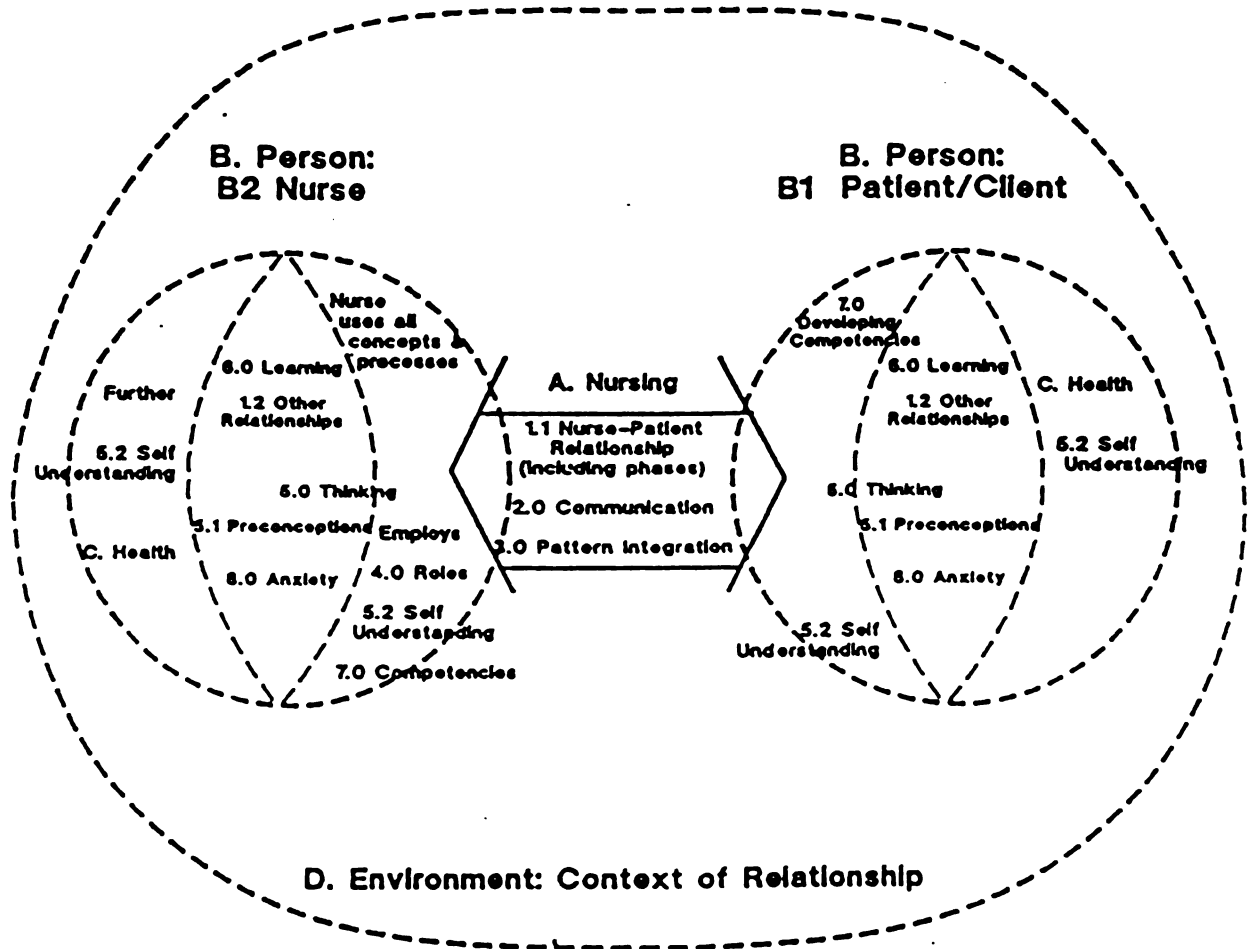 B. Person:
B2 Nurse
B. Person:
B1 Patient/Client
Nurse
uses all
concepts &
processes
6.0 Learning
1.2 Other
Relationships
Further
5.2 Self
Understanding
5.0 Thinking
5.1 Preconceptions
C. Health
8.0 Anxiety
Employs
4.0 Roles
5.2 Self
Understanding
7.0 Competencies
A. Nursing
1.1 Nurse-Patient
Relationship
(including phases)
2.0 Communication
3.0 Pattern Integration
7.0
Developing
Competencies
6.0 Learning
1.2 Other
Relationships
C. Health
5.2 Self
Understanding
5.0 Thinking
5.1 Preconceptions
8.0 Anxiety
5.2 Self
Understanding
D. Environment: Context of Relationship